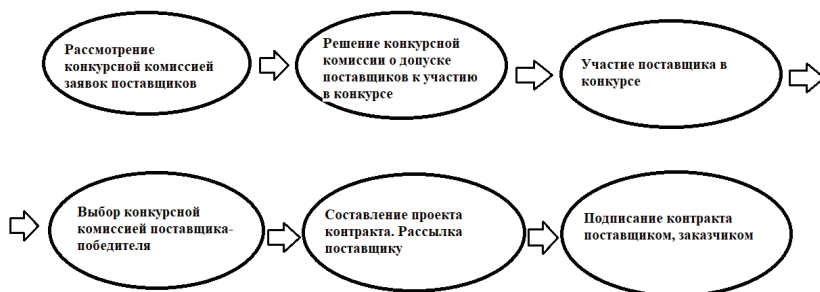 Рассмотрение
конкурсной комиссией
заявок поставщиков
Решение конкурсной
комиссии о допуске
поставщиков к участию
в конкурсе
Участие поставщика в
конкурсе
Выбор конкурсной
комиссией поставщика-
победителя
Составление проекта
контракта. Рассылка
поставщику
Подписание контракта
поставщиком, заказчиком